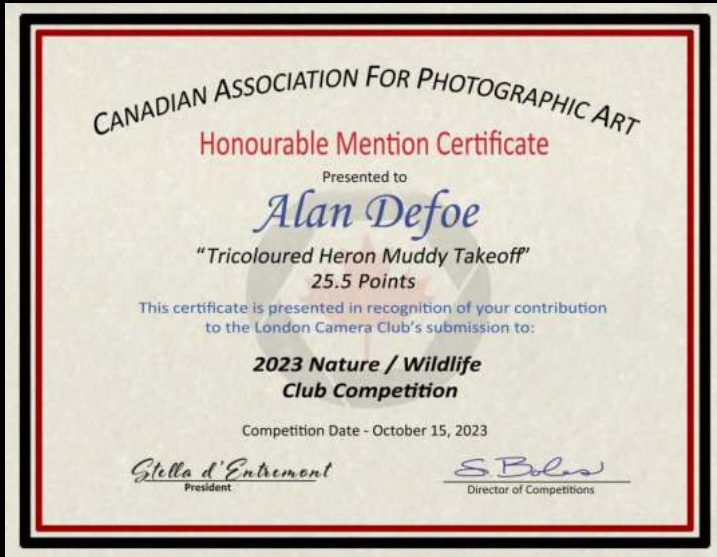 CANADIAN ASSOCIATION FOR PHOTOGRAPHIC ART
Honourable Mention Certificate
Presented to
Alan Defoe
“Tricoloured Heron Muddy Takeoff”
25.5 Points
This certificate is presented in recognition of your contribution
to the London Camera Club’s submission to:
2023 Nature / Wildlife
Club Competition
Competition Date - October 15, 2023
Stella d'Entremont
President
S. Boles
Director of Competitions